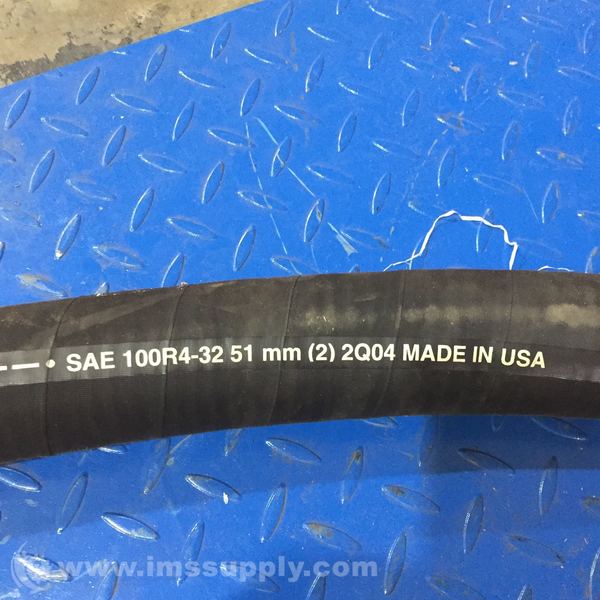 SAE 100R4-32 51 mm (2) 2Q04 MADE IN USA
www.imssupply.com